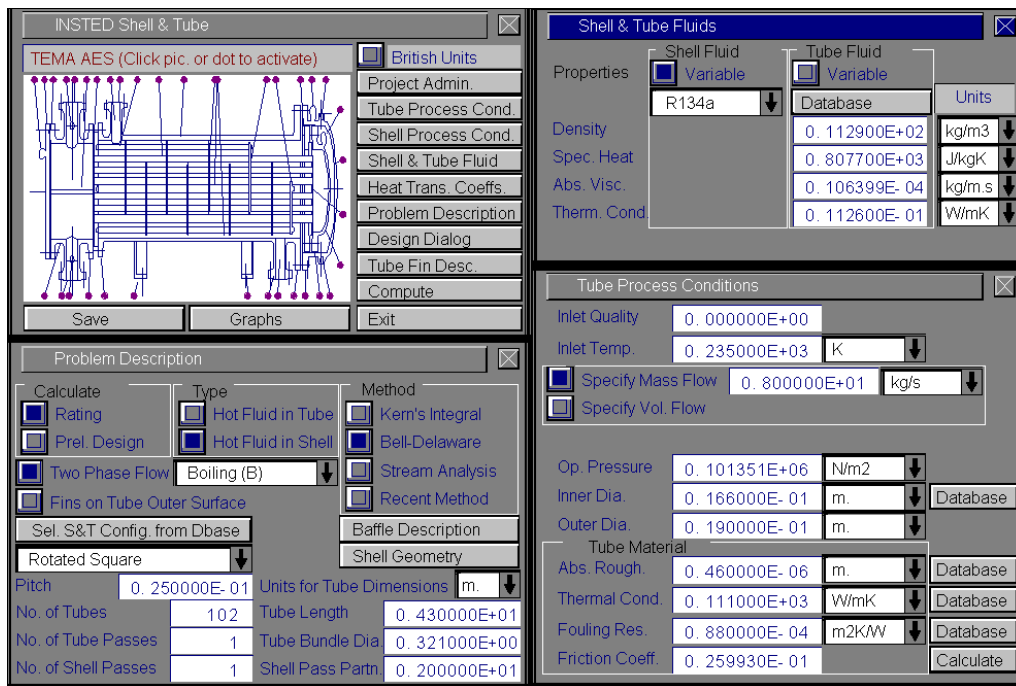 INSTED Shell & Tube
TEMA AES (Click pic. or dot to activate)
British Units
Project Admin.
Tube Process Cond.
Shell Process Cond.
Shell & Tube Fluid
Heat Trans. Coeffs.
Problem Description
Design Dialog
Tube Fin Desc.
Compute
Save Graphs Exit
Problem Description
Calculate Type Method
Rating Hot Fluid in Tube Kern's Integral
Prel. Design Hot Fluid in Shell Bell-Delaware
Two Phase Flow Boiling (B) Stream Analysis
Fins on Tube Outer Surface Recent Method
Sel. S&T Config. from Dbase Baffle Description
Rotated Square Shell Geometry
Pitch 0. 250000E- 01 Units for Tube Dimensions m.
No. of Tubes 102 Tube Length 0. 430000E+01
No. of Tube Passes 1 Tube Bundle Dia. 0. 321000E+00
No. of Shell Passes 1 Shell Pass Partn. 0. 200000E+01
Shell & Tube Fluids
Shell Fluid Tube Fluid
Properties Variable Variable
R134a Database Units
Density 0. 112900E+02 kg/m3
Spec. Heat 0. 807700E+03 J/kgK
Abs. Visc. 0. 106399E- 04 kg/m.s
Therm. Cond. 0. 112600E- 01 W/mK
Tube Process Conditions
Inlet Quality 0. 000000E+00
Inlet Temp. 0. 235000E+03 K
Specify Mass Flow 0. 800000E+01 kg/s
Specify Vol. Flow
Op. Pressure 0. 101351E+06 N/m2
Inner Dia. 0. 166000E- 01 m. Database
Outer Dia. 0. 190000E- 01 m.
Tube Material
Abs. Rough. 0. 460000E- 06 m. Database
Thermal Cond. 0. 111000E+03 W/mK Database
Fouling Res. 0. 880000E- 04 m2K/W Database
Friction Coeff. 0. 259930E- 01 Calculate